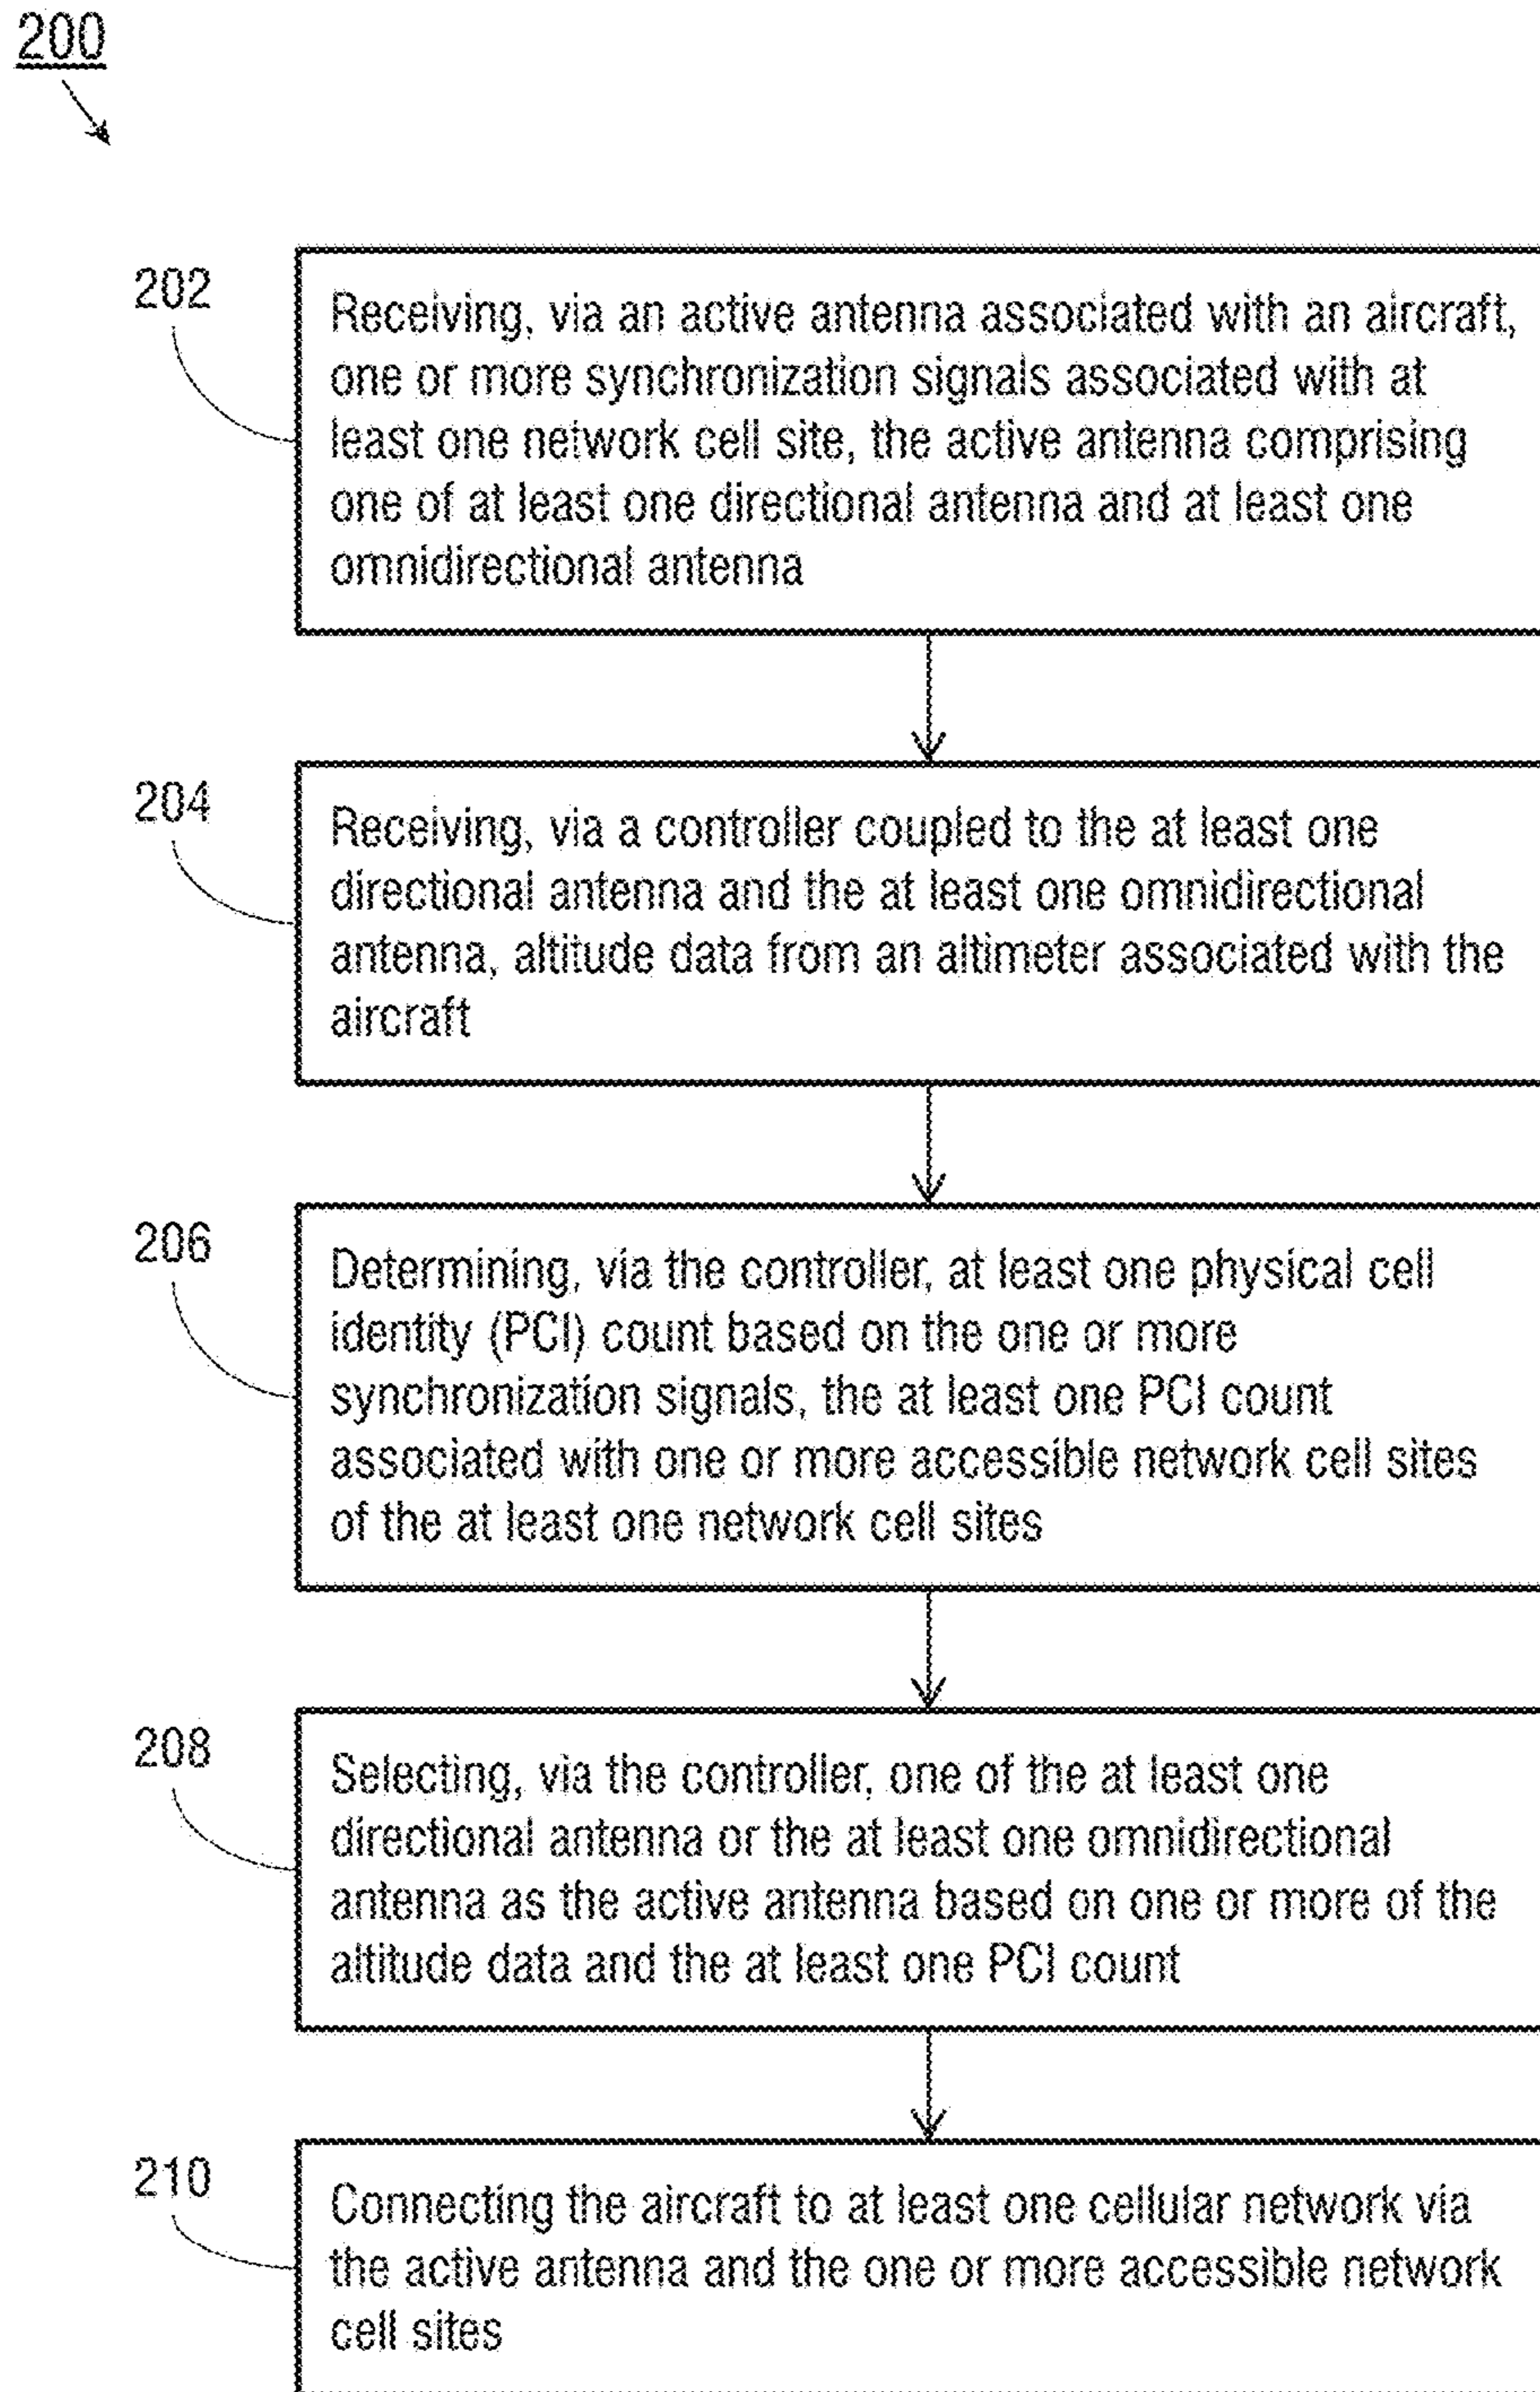 200
202
Receiving, via an active antenna associated with an aircraft,
one or more synchronization signals associated with at
least one network cell site, the active antenna comprising
one of at least one directional antenna and at least one
omnidirectional antenna
204
Receiving, via a controller coupled to the at least one
directional antenna and the at least one omnidirectional
antenna, altitude data from an altimeter associated with the
aircraft
206
Determining, via the controller, at least one physical cell
identity (PCI) count based on the one or more
synchronization signals, the at least one PCI count
associated with one or more accessible network cell sites
of the at least one network cell sites
208
Selecting, via the controller, one of the at least one
directional antenna or the at least one omnidirectional
antenna as the active antenna based on one or more of the
altitude data and the at least one PCI count
210
Connecting the aircraft to at least one cellular network via
the active antenna and the one or more accessible network
cell sites